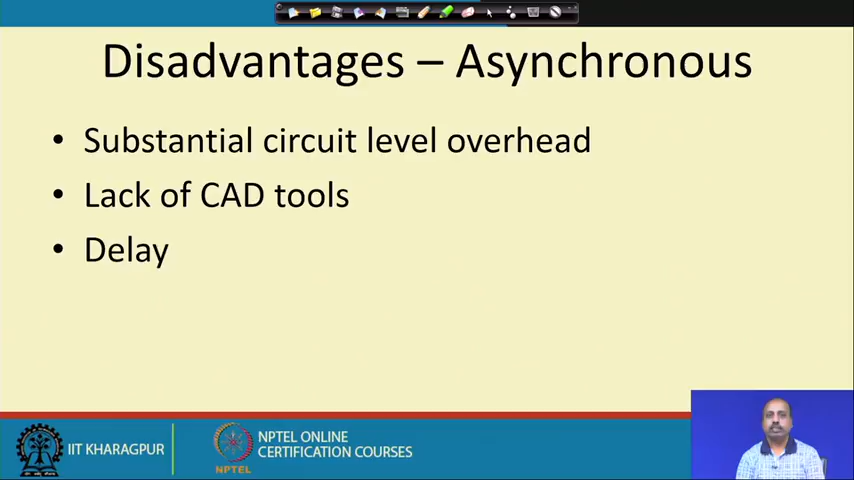 Disadvantages – Asynchronous
• Substantial circuit level overhead
• Lack of CAD tools
• Delay
IIT KHARAGPUR
NPTEL
NPTEL ONLINE
CERTIFICATION COURSES